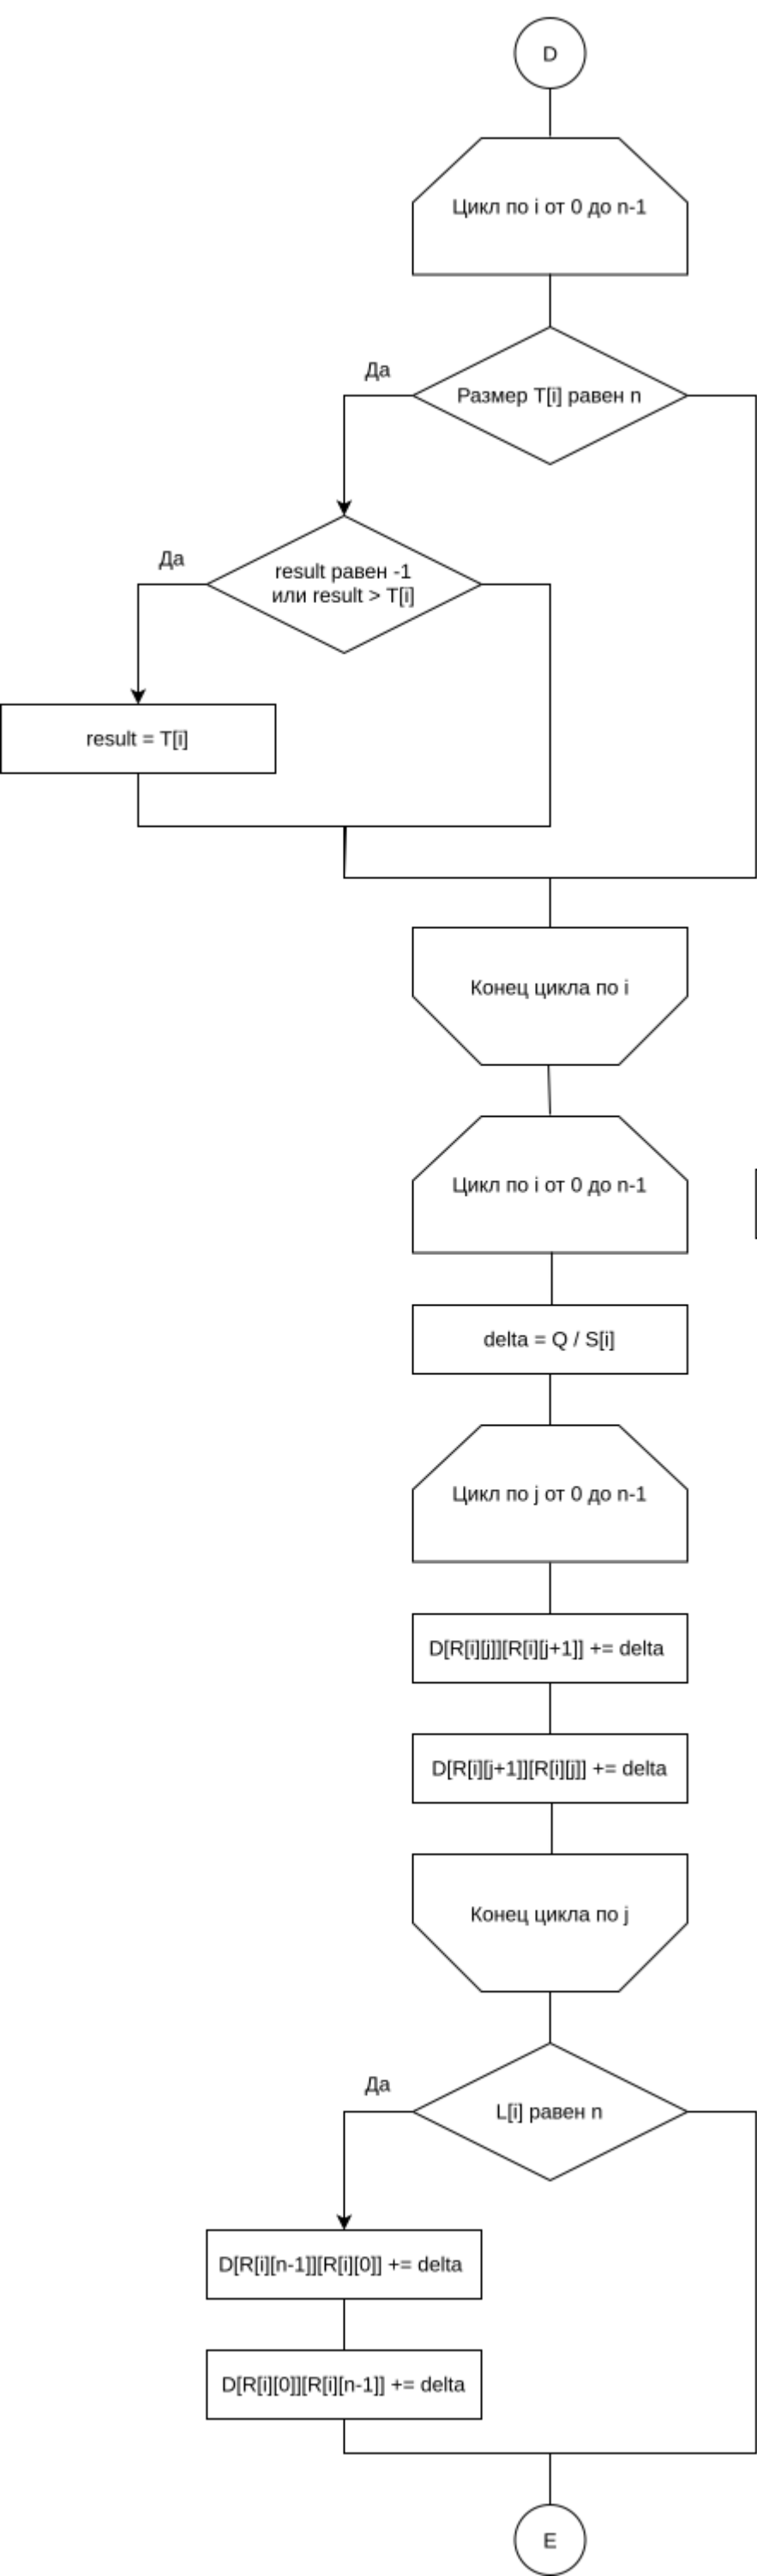 D
Цикл по i от 0 до n-1
Да
Размер T[i] равен n
Да
result равен -1
или result > T[i]
result = T[i]
Конец цикла по i
Цикл по i от 0 до n-1
delta = Q / S[i]
Цикл по j от 0 до n-1
D[R[i][j]][R[i][j+1]] += delta
D[R[i][j+1]][R[i][j]] += delta
Конец цикла по j
Да
L[i] равен n
D[R[i][n-1]][R[i][0]] += delta
D[R[i][0]][R[i][n-1]] += delta
E